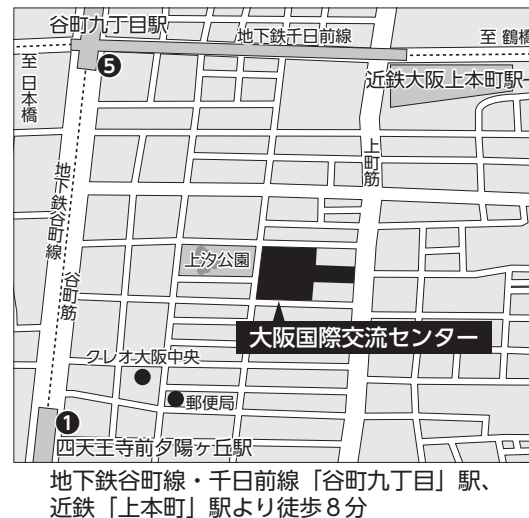 谷町九丁目駅
地下鉄千日前線
至 鶴橋
至 日本橋
❺
近鉄大阪上本町駅
上町筋
地下鉄谷町線
谷町筋
上汐公園
大阪国際交流センター
クレオ大阪中央
郵便局
❶
四天王寺前夕陽ヶ丘駅
地下鉄谷町線・千日前線「谷町九丁目」駅、
近鉄「上本町」駅より徒歩8分